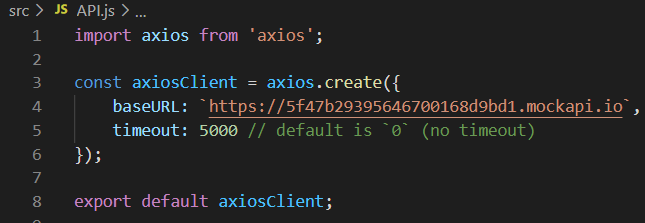 src > JS API.js > ...
1 import axios from 'axios';
2
3 const axiosClient = axios.create({
4 baseURL: `https://5f47b29395646700168d9bd1.mockapi.io`,
5 timeout: 5000 // default is `0` (no timeout)
6 });
7
8 export default axiosClient;